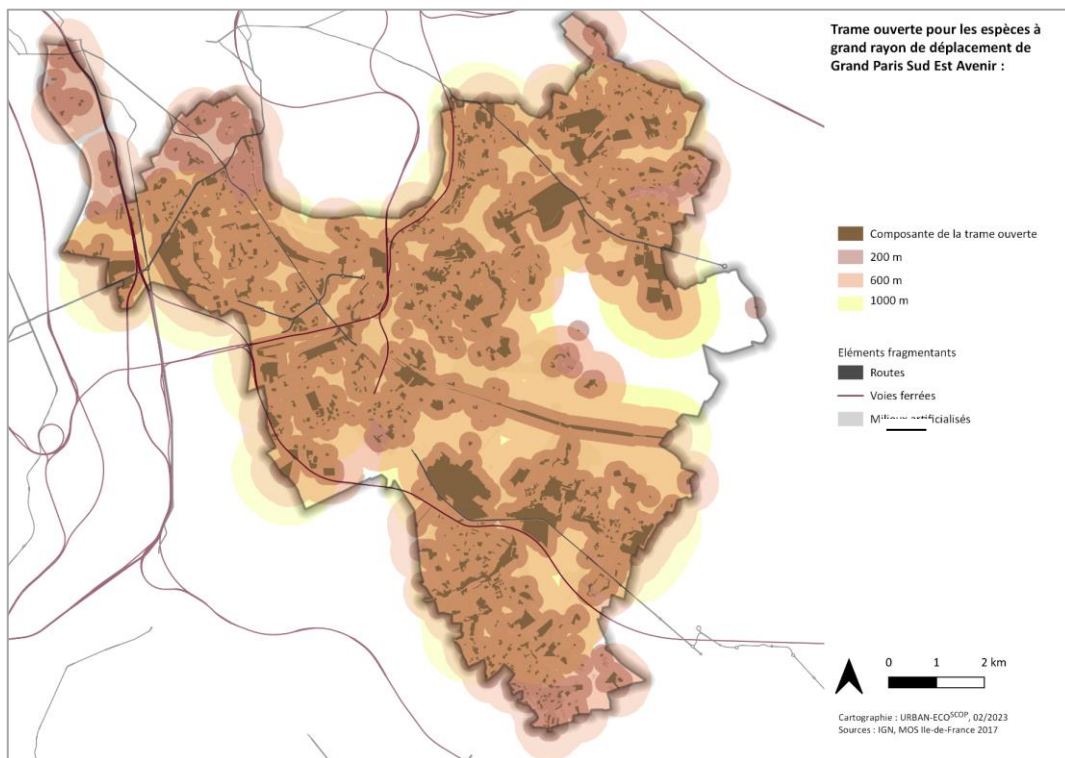 Trame ouverte pour les espèces à
grand rayon de déplacement de
Grand Paris Sud Est Avenir :
Composante de la trame ouverte
200 m
600 m
1000 m
Eléments fragmentants
Routes
Voies ferrées
Milieux artificialisés
0 1 2 km
Cartographie : URBAN-ECOSCOP, 02/2023
Sources : IGN, MOS Ile-de-France 2017